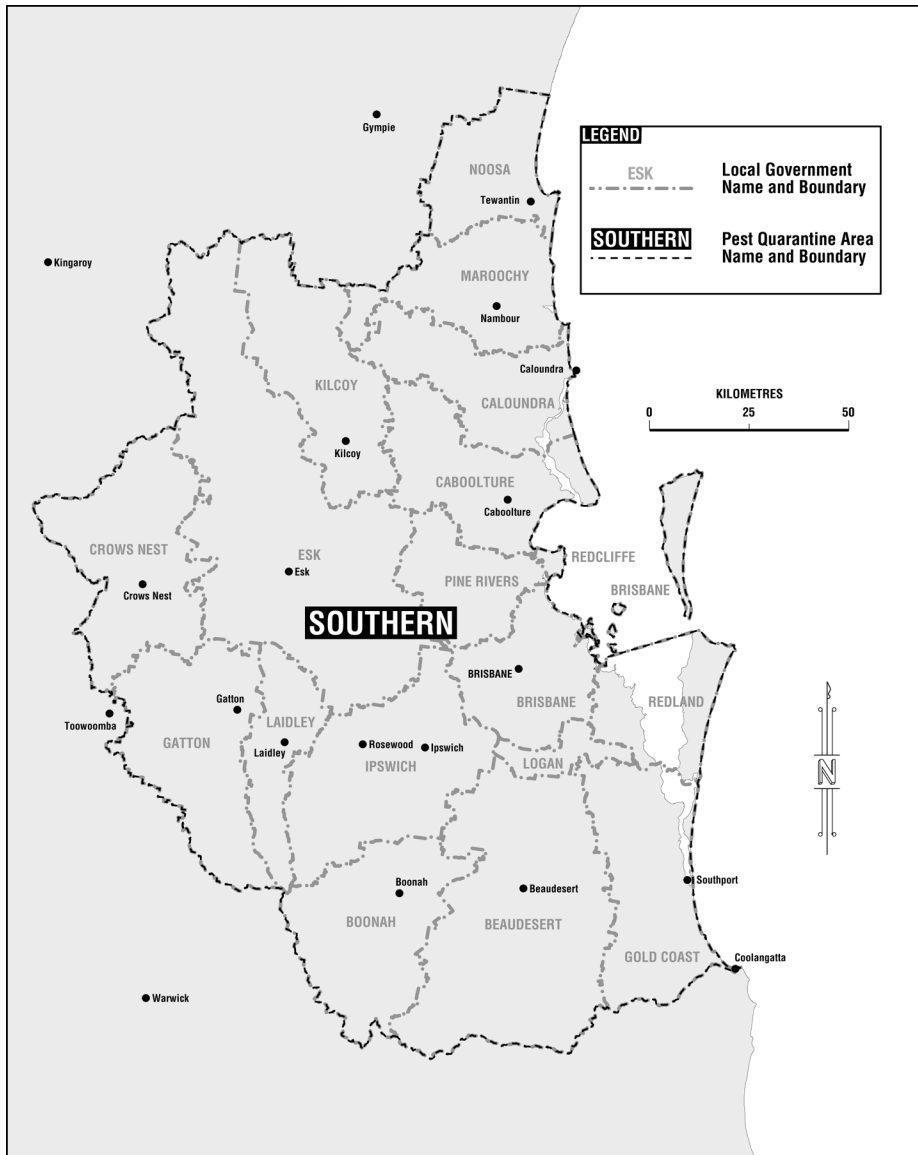 Gympie
LEGEND
ESK
Local Government
Name and Boundary
SOUTHERN
Pest Quarantine Area
Name and Boundary
NOOSA
Tewantin
Kingaroy
MAROOCHY
Nambour
Caloundra
KILCOY
CALOUNDRA
KILOMETRES
0 25 50
Kilcoy
CABOOLTURE
Caboolture
CROWS NEST
ESK
Esk
Crows Nest
PINE RIVERS
REDCLIFFE
BRISBANE
SOUTHERN
BRISBANE
BRISBANE
REDLAND
Gatton
LAIDLEY
Toowoomba
GATTON
Laidley
Rosewood
Ipswich
IPSWICH
LOGAN
N
Boonah
BOONAH
Beaudesert
BEAUDESERT
Southport
GOLD COAST
Coolangatta
Warwick